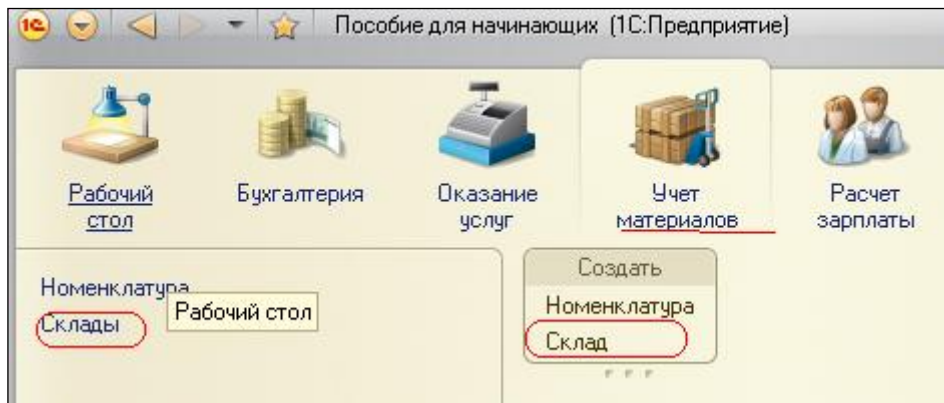 1С Пособие для начинающих (1С:Предприятие)
Рабочий стол
Бухгалтерия
Оказание услуг
Учет материалов
Расчет зарплаты
Номенклатура
Склады
Рабочий стол
Создать
Номенклатура
Склад